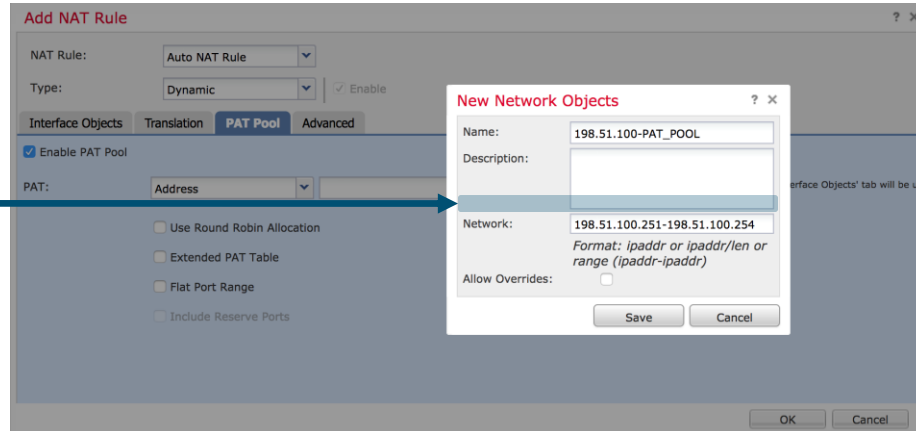 Add NAT Rule
?
NAT Rule:
Auto NAT Rule
Type:
Dynamic
Enable
Interface Objects Translation PAT Pool Advanced
Enable PAT Pool
PAT:
Address
erface Objects' tab will be u
Use Round Robin Allocation
Extended PAT Table
Flat Port Range
Include Reserve Ports
OK Cancel
New Network Objects
?
Name:
198.51.100-PAT_POOL
Description:
Network:
198.51.100.251-198.51.100.254
Format: ipaddr or ipaddr/len or
range (ipaddr-ipaddr)
Allow Overrides:
Save Cancel